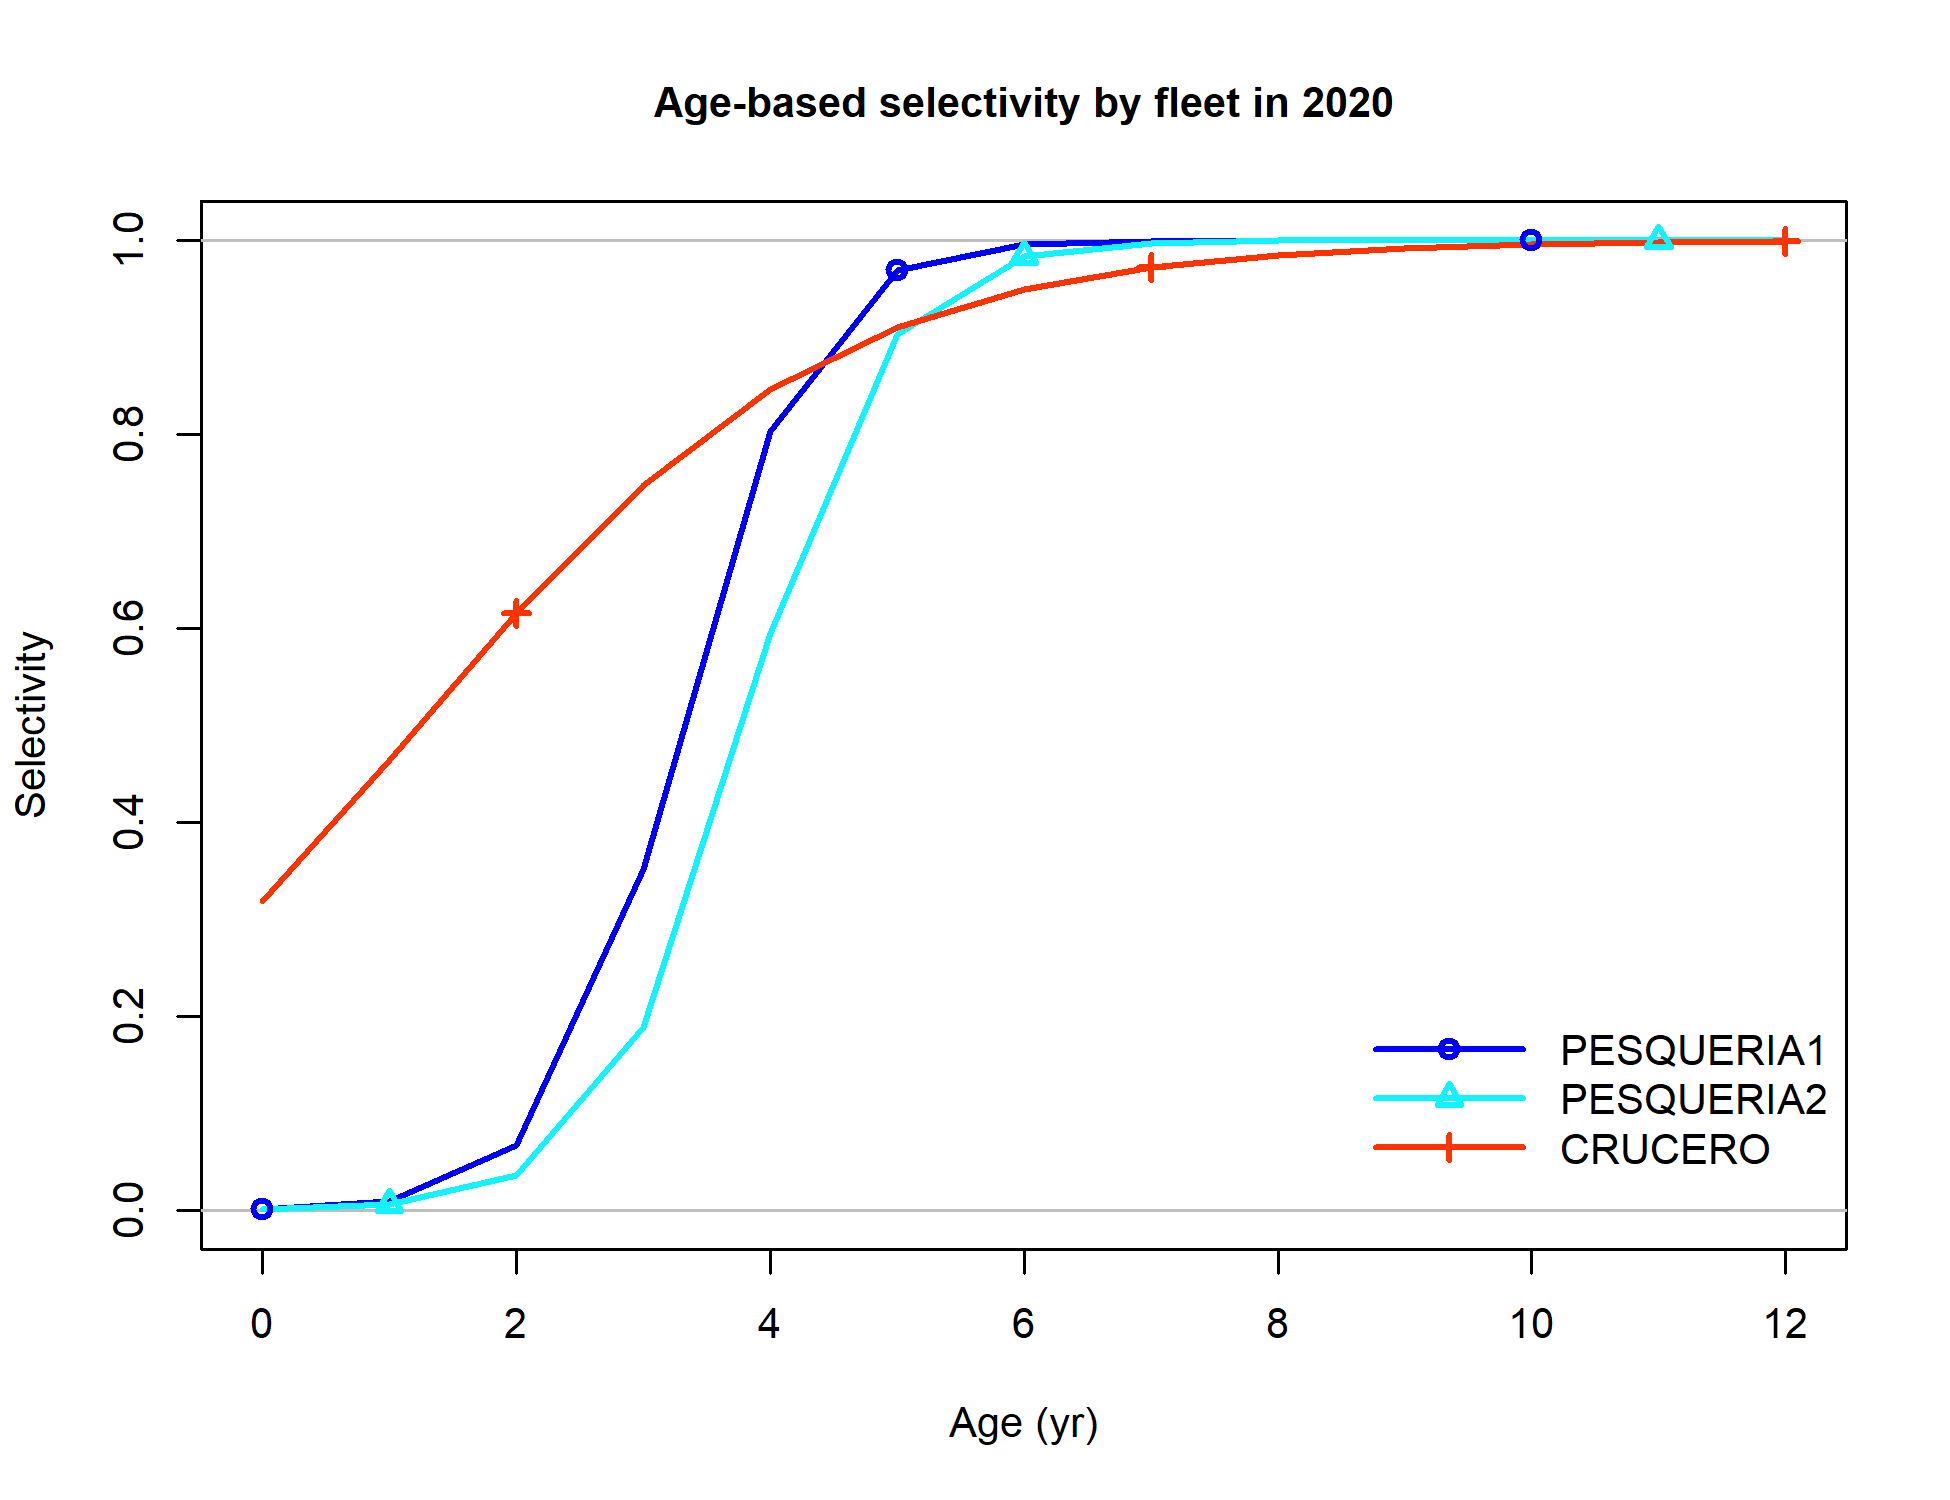 Age-based selectivity by fleet in 2020
Selectivity
1.0
0.8
0.6
0.4
0.2
0.0
0 2 4 6 8 10 12
Age (yr)
PESQUERIA1
PESQUERIA2
CRUCERO